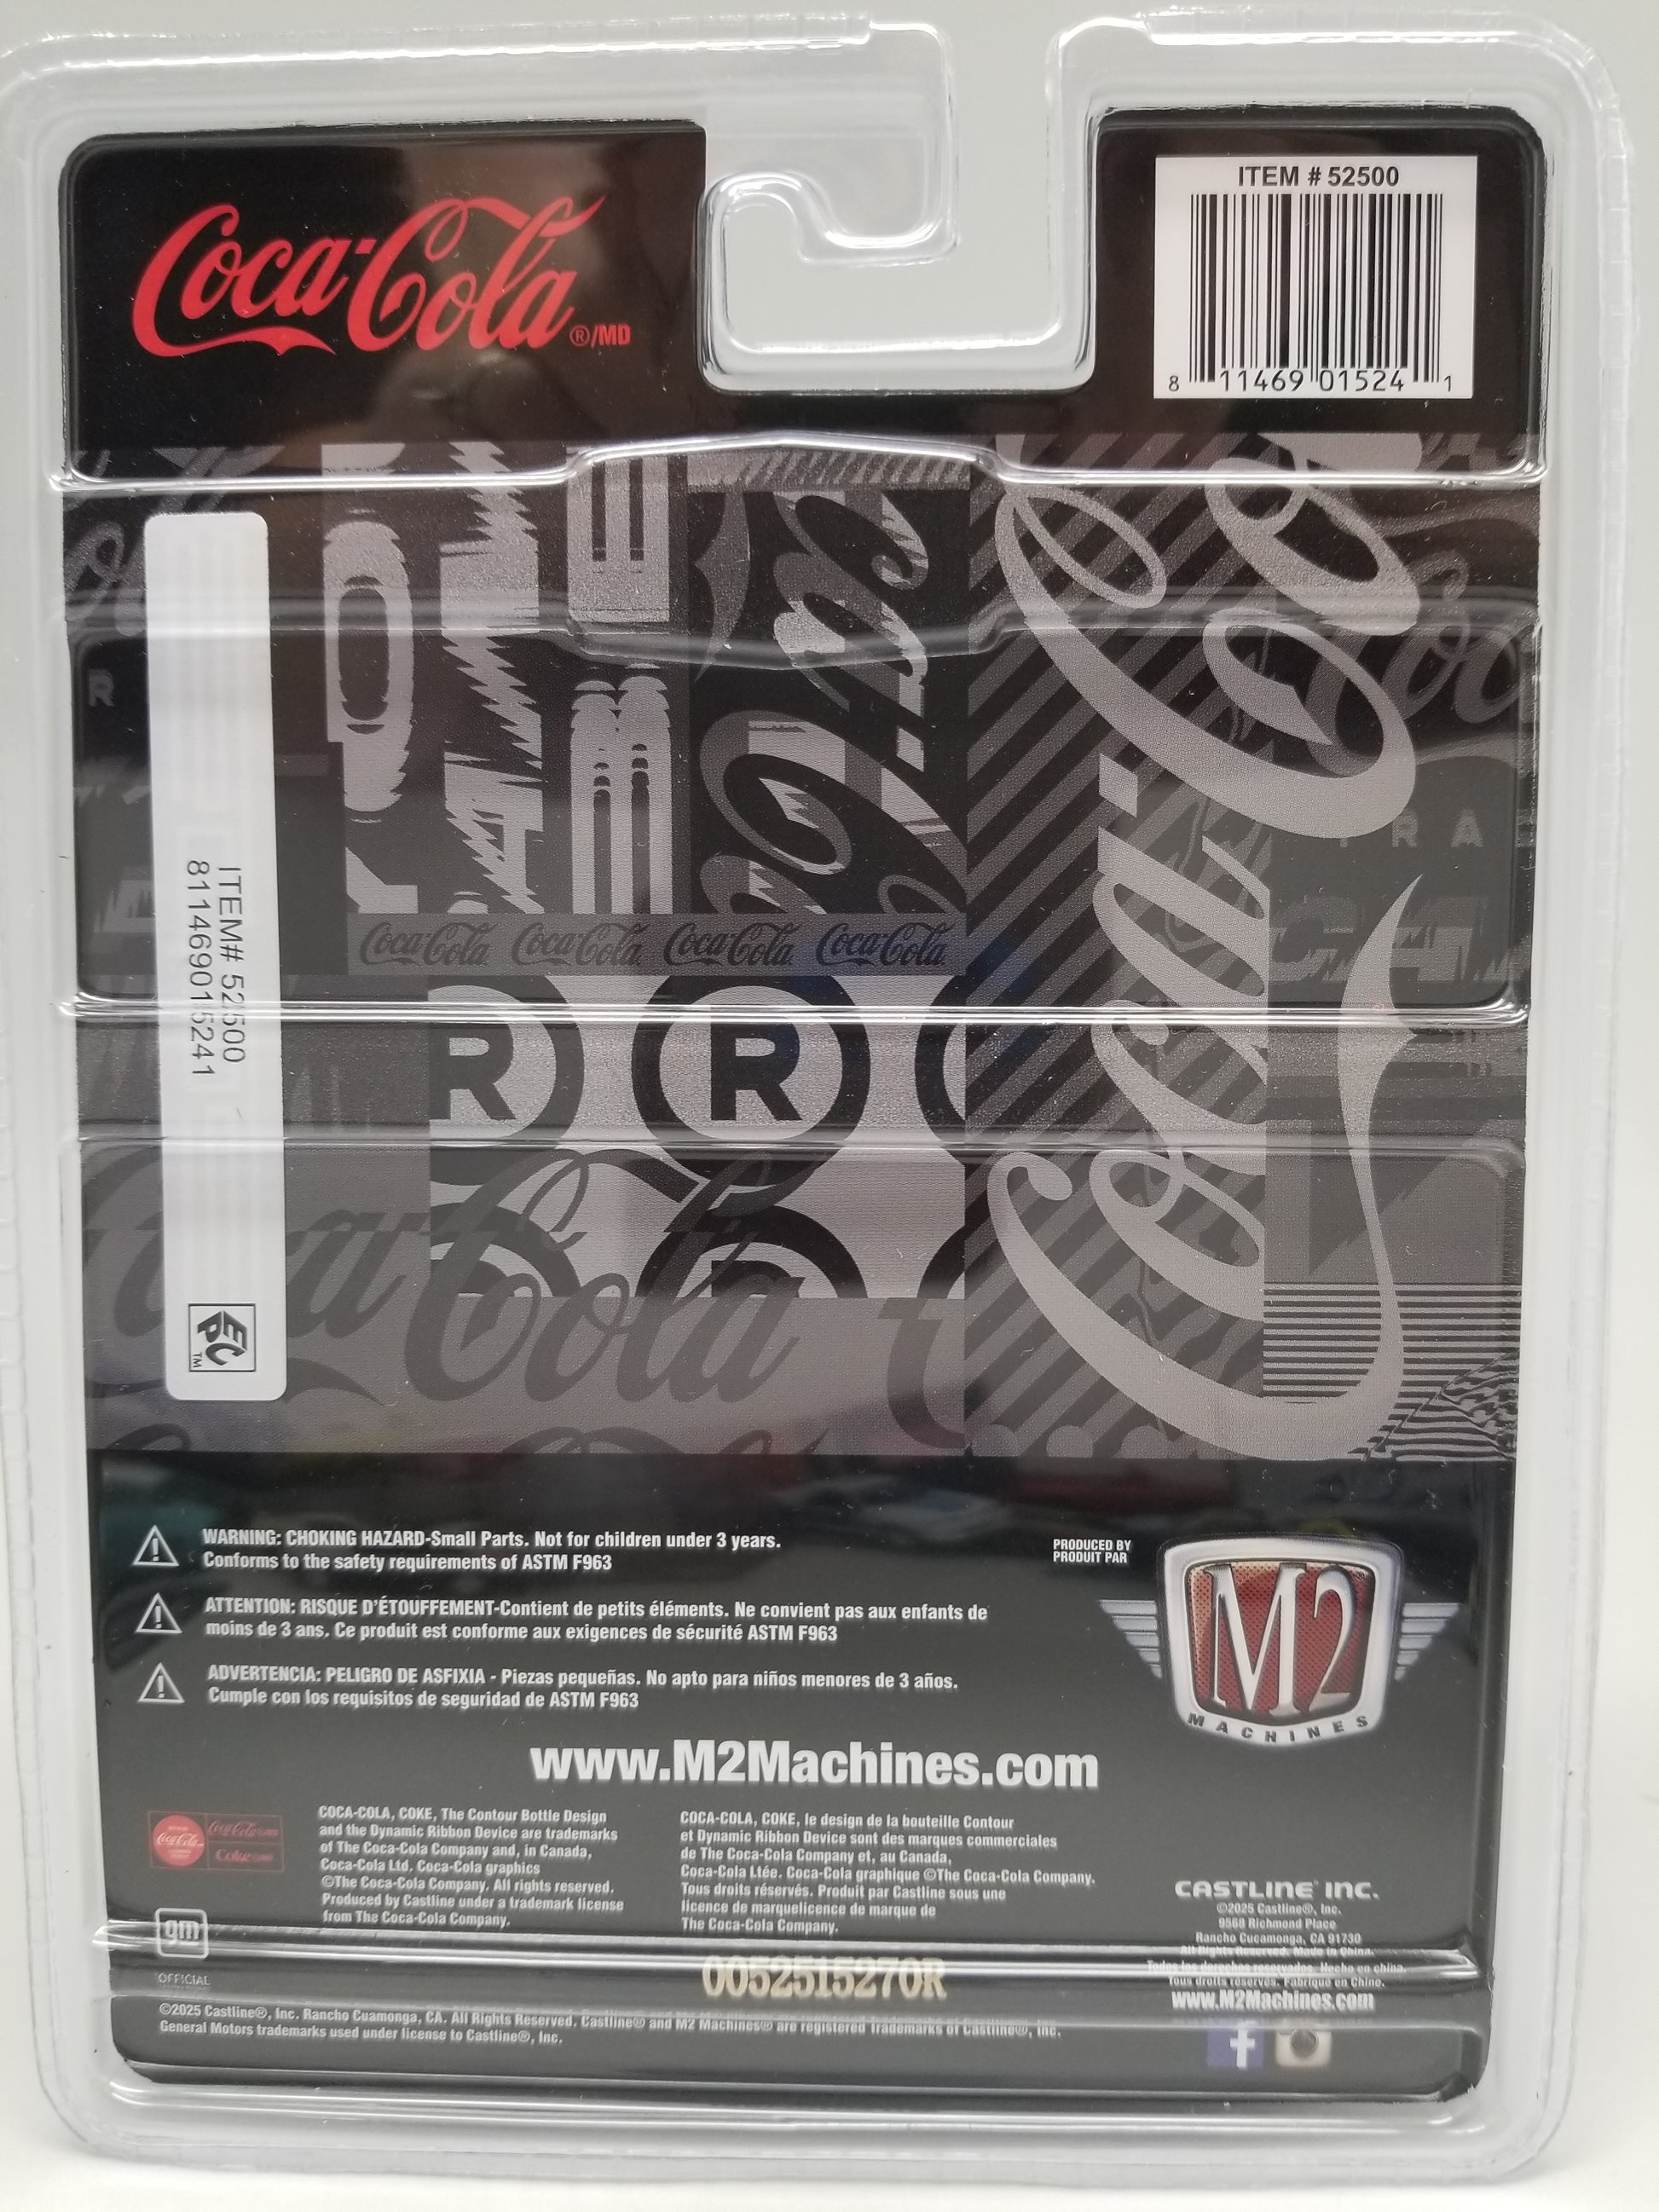 Coca-Cola ®/MD
ITEM # 52500
8 11469 01524 1
ITEM# 52500
811469015241
EPC TM
Coca-Cola Coca-Cola Coca-Cola Coca-Cola
Coca-Cola
R ® 
Coca-Cola
WARNING: CHOKING HAZARD-Small Parts. Not for children under 3 years.
Conforms to the safety requirements of ASTM F963
ATTENTION: RISQUE D'ÉTOUFFEMENT-Contient de petits éléments. Ne convient pas aux enfants de
moins de 3 ans. Ce produit est conforme aux exigences de sécurité ASTM F963
ADVERTENCIA: PELIGRO DE ASFIXIA - Piezas pequeñas. No apto para niños menores de 3 años.
Cumple con los requisitos de seguridad de ASTM F963
PRODUCED BY
PRODUIT PAR
M2
MACHINES
www.M2Machines.com
COCA-COLA, COKE, The Contour Bottle Design
and the Dynamic Ribbon Device are trademarks
of The Coca-Cola Company and, in Canada,
Coca-Cola Ltd. Coca-Cola graphics
©The Coca-Cola Company. All rights reserved.
Produced by Castline under a trademark license
from The Coca-Cola Company.
COCA-COLA, COKE, le design de la bouteille Contour
et Dynamic Ribbon Device sont des marques commerciales
de The Coca-Cola Company et, au Canada,
Coca-Cola Ltée. Coca-Cola graphique ©The Coca-Cola Company.
Tous droits réservés. Produit par Castline sous une
licence de marquelicence de marque de
The Coca-Cola Company.
CASTLINE INC.
©2025 Castline®, Inc.
9568 Richmond Place
Rancho Cucamonga, CA 91730
All Rights Reserved. Made in China.
Todos los derechos reservados. Hecho en china.
Tous droits réservés. Fabriqué en Chine.
www.M2Machines.com
gm
OFFICIAL
0052515270R
©2025 Castline®, Inc. Rancho Cuamonga, CA. All Rights Reserved. Castline® and M2 Machines® are registered Trademarks of Castline®, Inc.
General Motors trademarks used under license to Castline®, Inc.